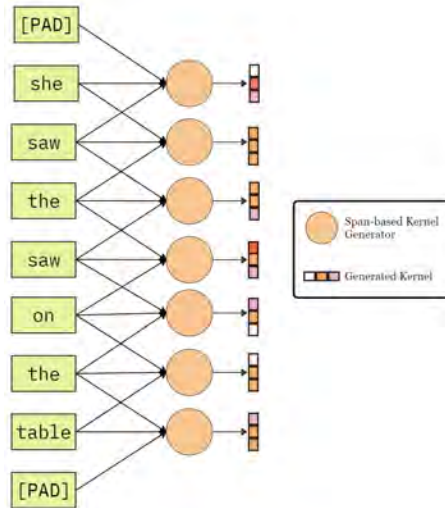 [PAD]
she
saw
the
saw
on
the
table
[PAD]
Span-based Kernel
Generator
Generated Kernel